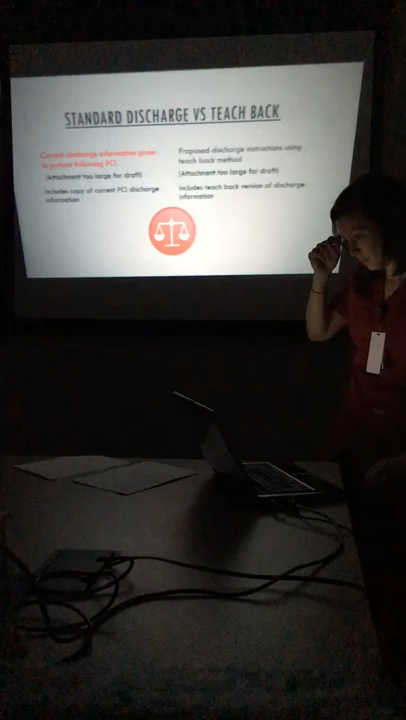 STANDARD DISCHARGE VS TEACH BACK
Current discharge information given
to patient following PCI
(Attachment too large for draft)
Includes copy of current PCI discharge
information
Proposed discharge instructions using
teach back method
(Attachment too large for draft)
Includes teach back version of discharge
information